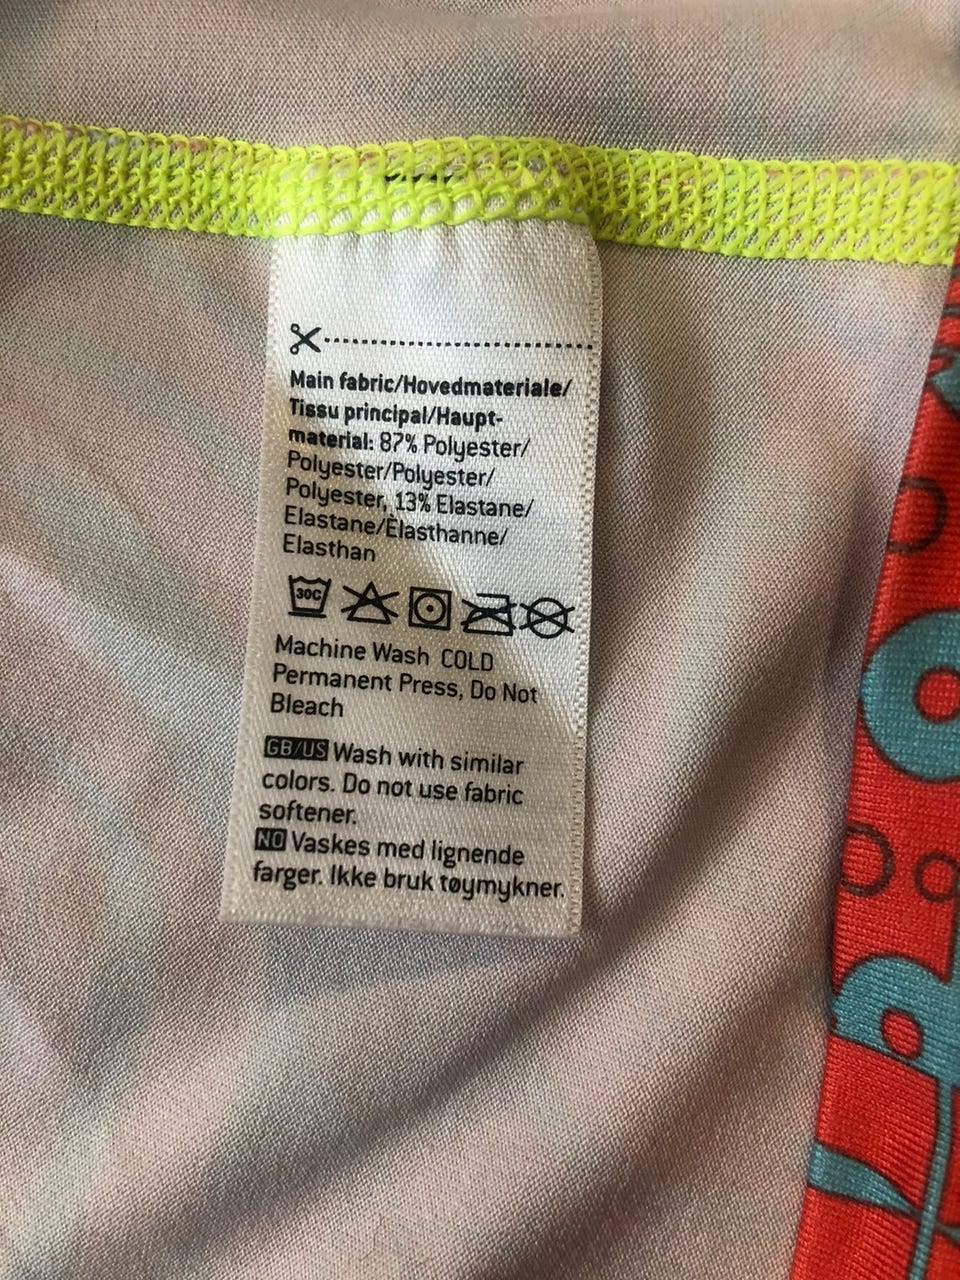 Main fabric/Hovedmateriale/
Tissu principal/Haupt-
material: 87% Polyester/
Polyester/Polyester/
Polyester, 13% Elastane/
Elastane/Élasthanne/
Elasthan
30C
Machine Wash COLD
Permanent Press, Do Not
Bleach
GB/US Wash with similar
colors. Do not use fabric
softener.
NO Vaskes med lignende
farger. Ikke bruk tøymykner.